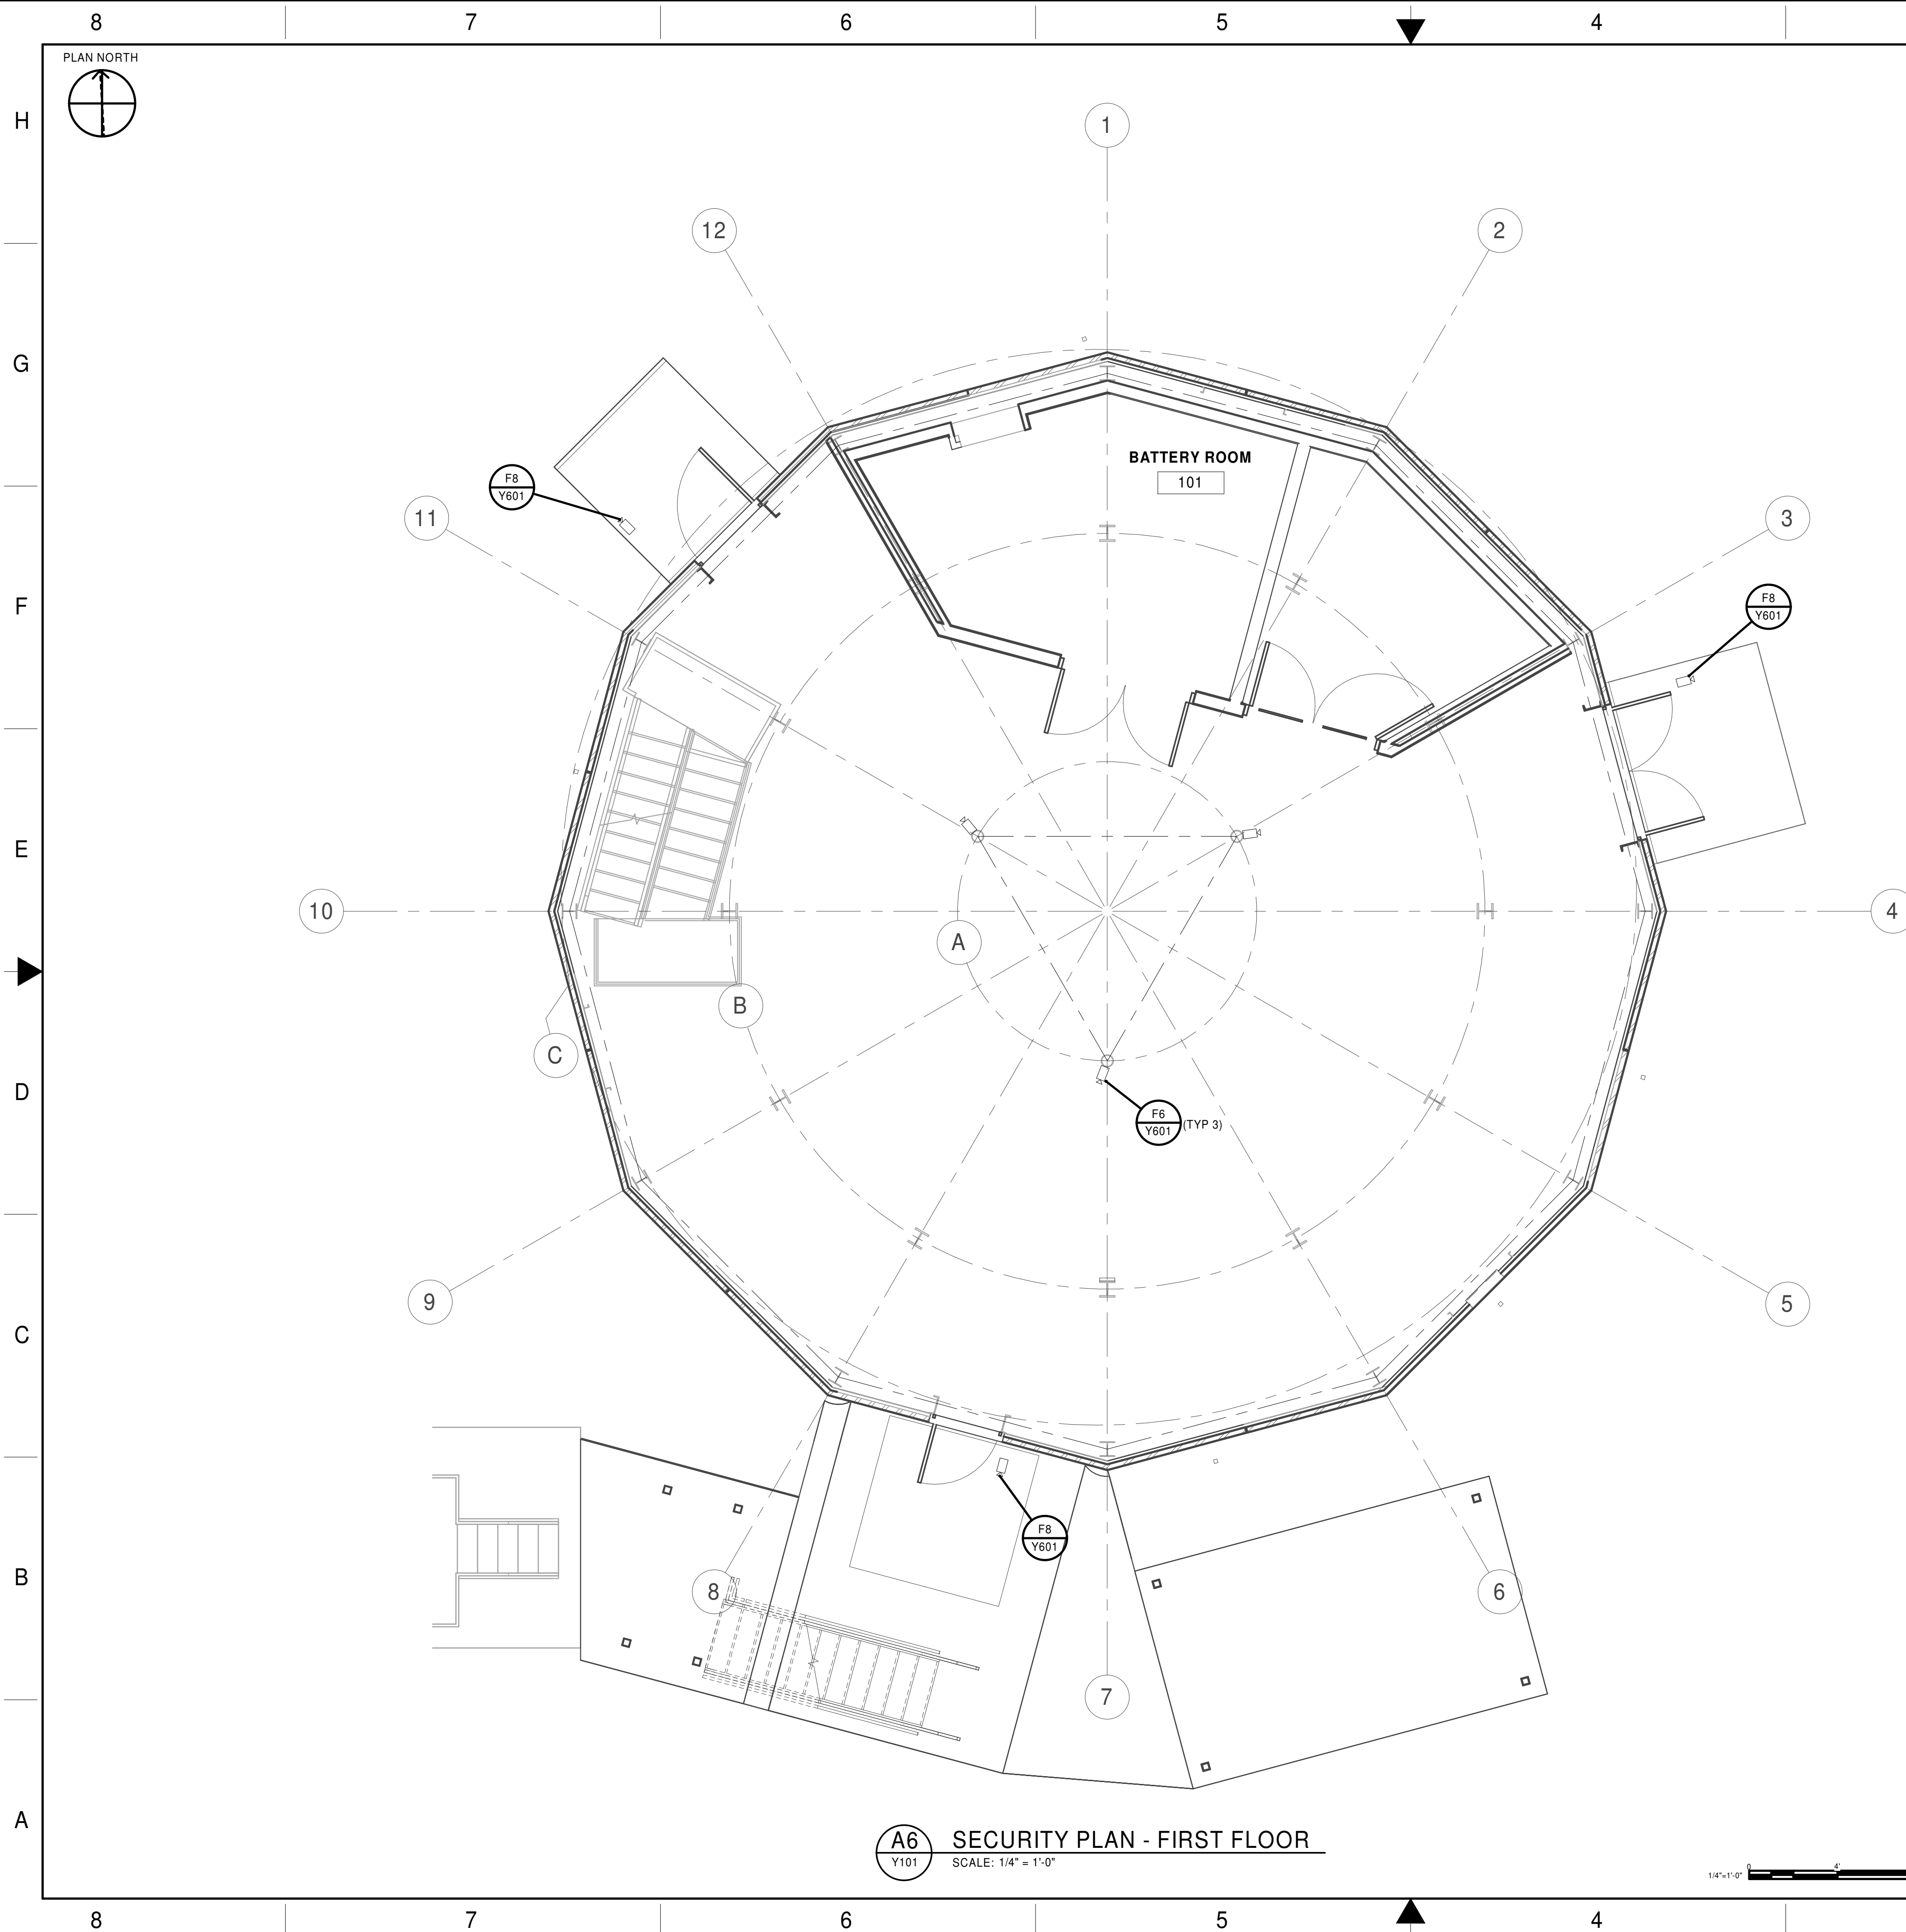 8 7 6 5 4
PLAN NORTH
H
1
12
2
G
BATTERY ROOM
101
F8
Y601
11
3
F
F8
Y601
E
10
4
A
B
C
D
F6
Y601
(TYP 3)
9
5
C
F8
Y601
B
8
6
7
A
A6
Y101
SECURITY PLAN - FIRST FLOOR
SCALE: 1/4" = 1'-0"
1/4"=1'-0"
0
4'
8 7 6 5 4